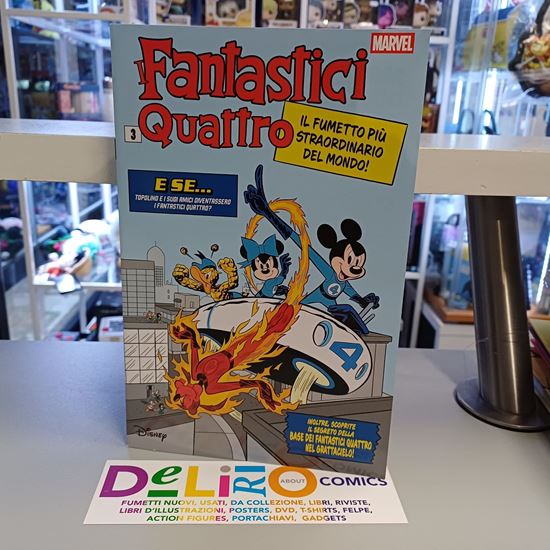 MARVEL
I Fantastici
Quattro
3
IL FUMETTO PIÙ
STRAORDINARIO
DEL MONDO!
E SE...
TOPOLINO E I SUOI AMICI DIVENTASSERO
I FANTASTICI QUATTRO?
4
4
DISNEY
INOLTRE, SCOPRITE
IL SEGRETO DELLA
BASE DEI FANTASTICI QUATTRO
NEL GRATTACIELO!
DeLiRiO ABOUT COMICS
FUMETTI NUOVI, USATI, DA COLLEZIONE, LIBRI, RIVISTE,
LIBRI D'ILLUSTRAZIONI, POSTERS, DVD, T-SHIRTS, FELPE,
ACTION FIGURES, PORTACHIAVI, GADGETS